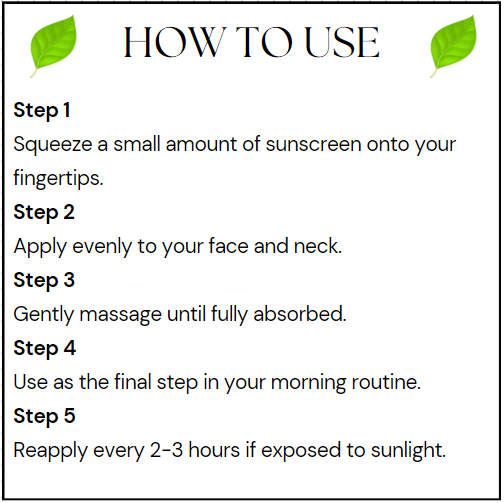 HOW TO USE
Step 1
Squeeze a small amount of sunscreen onto your
fingertips.
Step 2
Apply evenly to your face and neck.
Step 3
Gently massage until fully absorbed.
Step 4
Use as the final step in your morning routine.
Step 5
Reapply every 2-3 hours if exposed to sunlight.